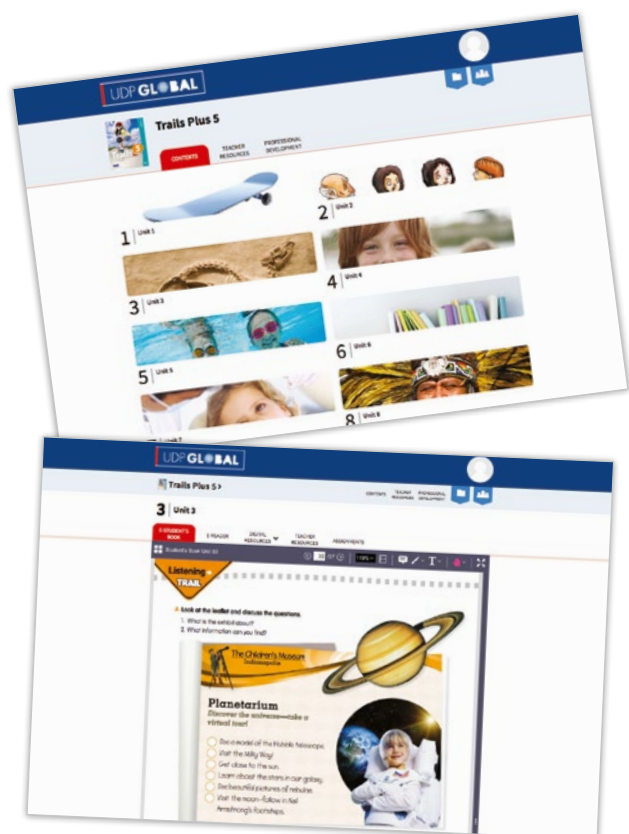 UDP GLOBAL
Trails Plus 5
CONTENTS
TEACHER
RESOURCES
PROFESSIONAL
DEVELOPMENT
1 Unit 1
2 Unit 2
3 Unit 3
4 Unit 4
5 Unit 5
6 Unit 6
8 Unit 8
UDP GLOBAL
Trails Plus 5 >
CONTENTS
TEACHER
RESOURCES
PROFESSIONAL
DEVELOPMENT
3 Unit 3
E-STUDENT'S
BOOK
E-READER
DIGITAL
RESOURCES
TEACHER
RESOURCES
ASSIGNMENTS
Listening
TRAIL
A Look at the leaflet and discuss the questions.
1. What is the exhibit about?
2. What information can you find?
The Children's Museum
Indianapolis
Planetarium
Discover the universe—take a
virtual tour!
See a model of the Hubble telescope.
Visit the Milky Way!
Get close to the sun.
Learn about the stars in our galaxy.
See beautiful pictures of nebulae.
Visit the moon—follow in Neil
Armstrong's footsteps.